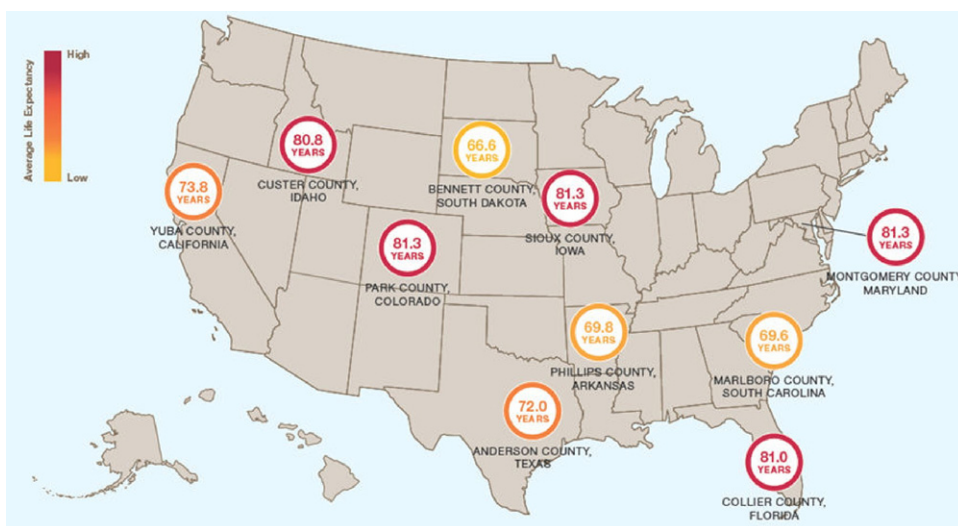 High
Average Life Expectancy
Low
80.8
YEARS
CUSTER COUNTY,
IDAHO
66.6
YEARS
BENNETT COUNTY,
SOUTH DAKOTA
73.8
YEARS
YUBA COUNTY,
CALIFORNIA
81.3
YEARS
SIOUX COUNTY,
IOWA
81.3
YEARS
PARK COUNTY,
COLORADO
81.3
YEARS
MONTGOMERY COUNTY
MARYLAND
69.8
YEARS
PHILLIPS COUNTY,
ARKANSAS
69.6
YEARS
MARLBORO COUNTY,
SOUTH CAROLINA
72.0
YEARS
ANDERSON COUNTY,
TEXAS
81.0
YEARS
COLLIER COUNTY,
FLORIDA